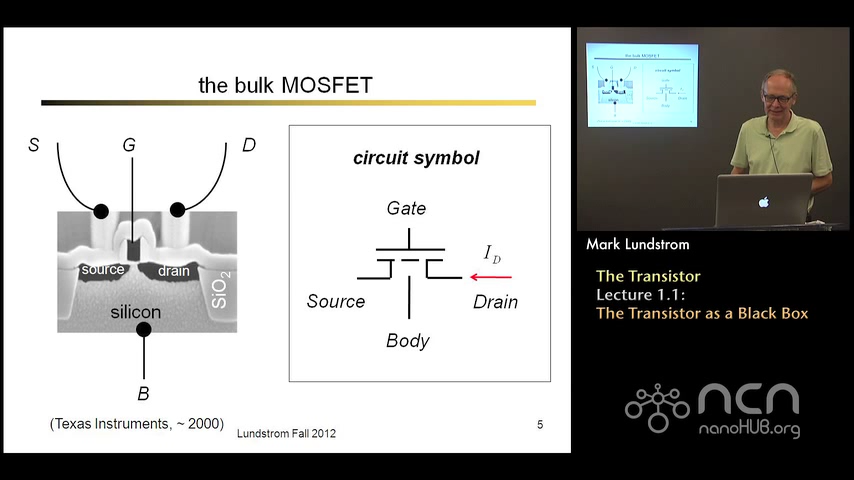 the bulk MOSFET
S
G
D
source
drain
SiO2
silicon
B
(Texas Instruments, ~ 2000)
circuit symbol
Gate
I_D
Source
Drain
Body
Lundstrom Fall 2012
5
Mark Lundstrom
The Transistor
Lecture 1.1:
The Transistor as a Black Box
ncn
nanoHUB.org